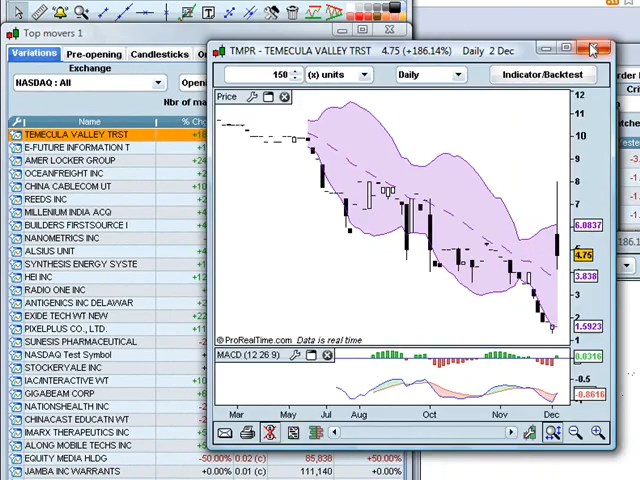 Top movers 1
Variations
Pre-opening
Candlesticks
Exchange
NASDAQ : All
Name
% Chg
TEMECULA VALLEY TRST
E-FUTURE INFORMATION T
AMER LOCKER GROUP
OCEANFREIGHT INC
CHINA CABLECOM UT
REEDS INC
MILLENIUM INDIA ACQ
BUILDERS FIRSTSOURCE I
NANOMETRICS INC
ALSIUS UNIT
SYNTHESIS ENERGY SYSTE
HEI INC
RADIO ONE INC
ANTIGENICS INC DELAWAR
EXIDE TECH WT NEW
PIXELPLUS CO., LTD.
SUNESIS PHARMACEUTICAL
NASDAQ Test Symbol
STOCKERYALE INC
IAC/INTERACTIVE WT
GIGABEAM CORP
NATIONSHEALTH INC
CHINACAST EDUCATN WT
IMARX THERAPEUTICS INC
ALONG MOBILE TECHS INC
EQUITY MEDIA HLDG -50.00% 0.02 (c) 85,838 +50.00%
JAMBA INC WARRANTS +0.00% 0.01 (c) 111,140 +0.00%
TMPR - TEMECULA VALLEY TRST 4.75 (+186.14%) Daily 2 Dec
150 (x) units Daily Indicator/Backtest
Price
12
11
10
9
8
7
6.0837
4.75
3.838
3
2
1.5923
© ProRealTime.com Data is real time
MACD (12 26 9)
0.0316
-0.5
-0.8616
Mar May Jul Aug Oct Nov Dec